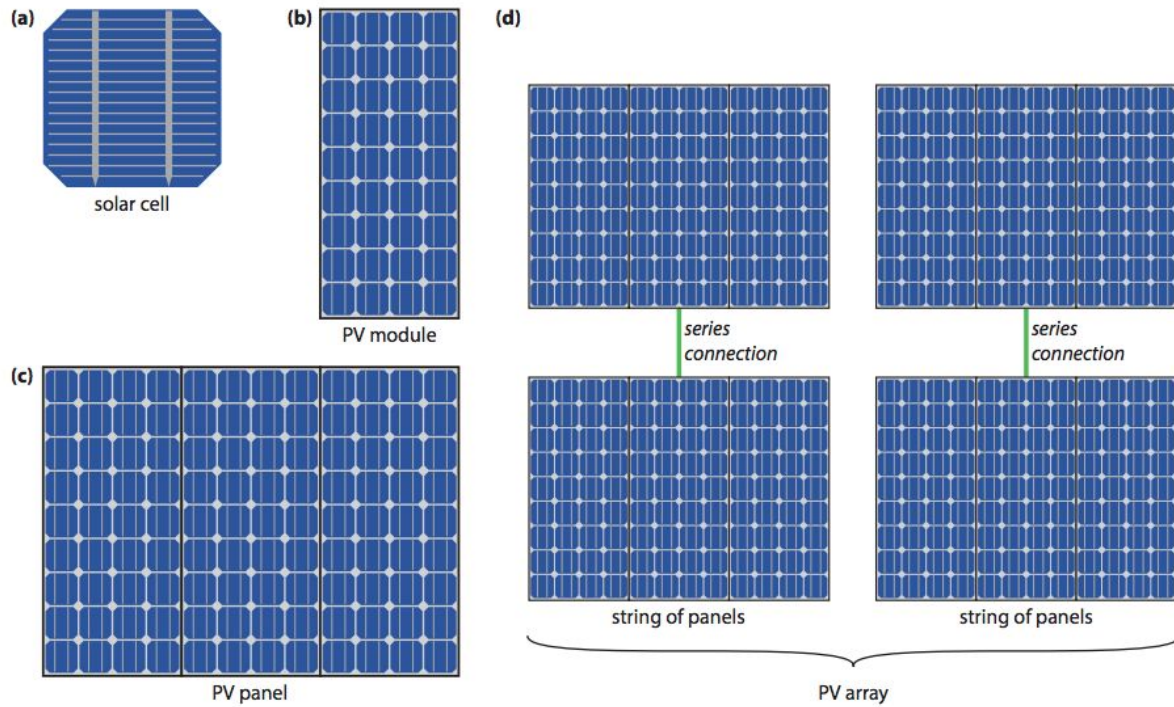 (a)
solar cell
(b)
PV module
(c)
PV panel
(d)
series
connection
series
connection
string of panels
string of panels
PV array